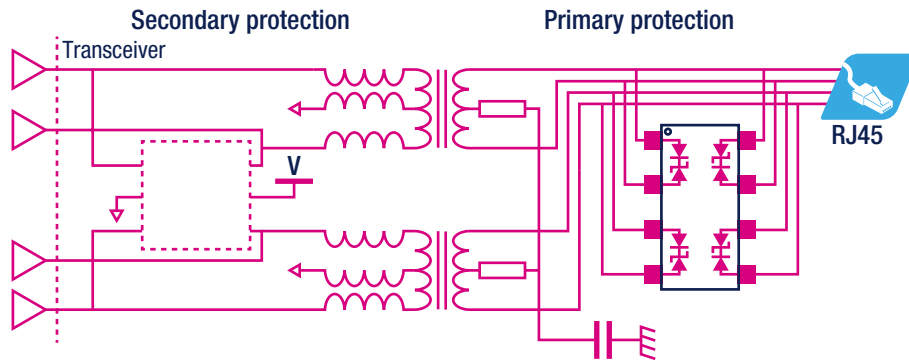 Secondary protection
Primary protection
Transceiver
RJ45
V